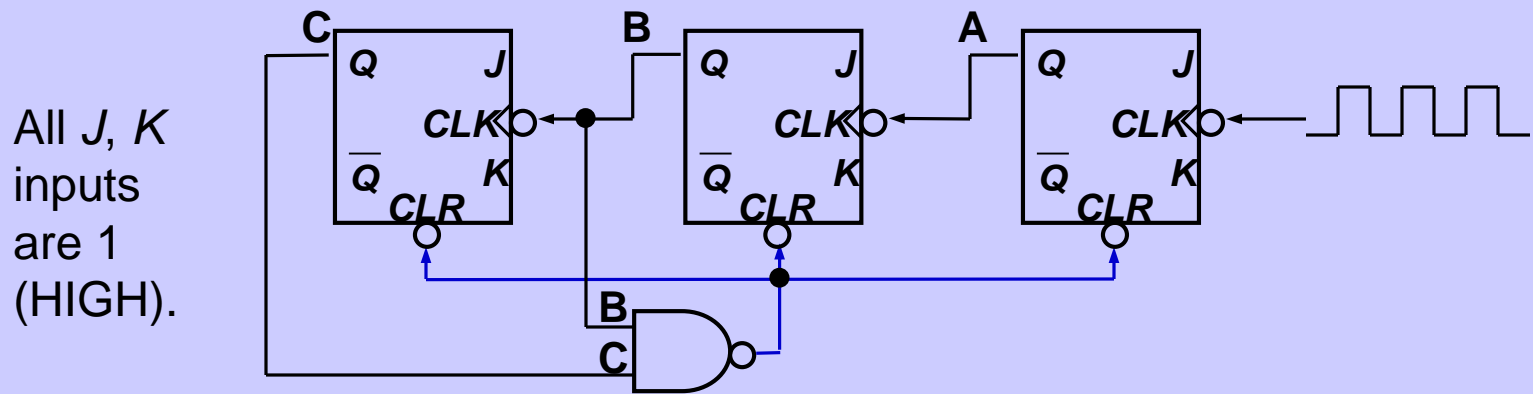 C
B
A
Q J
Q J
Q J
All J, K
inputs
are 1
(HIGH).
CLK
CLK
CLK
Q̅ K
Q̅ K
Q̅ K
CLR
CLR
CLR
B
C